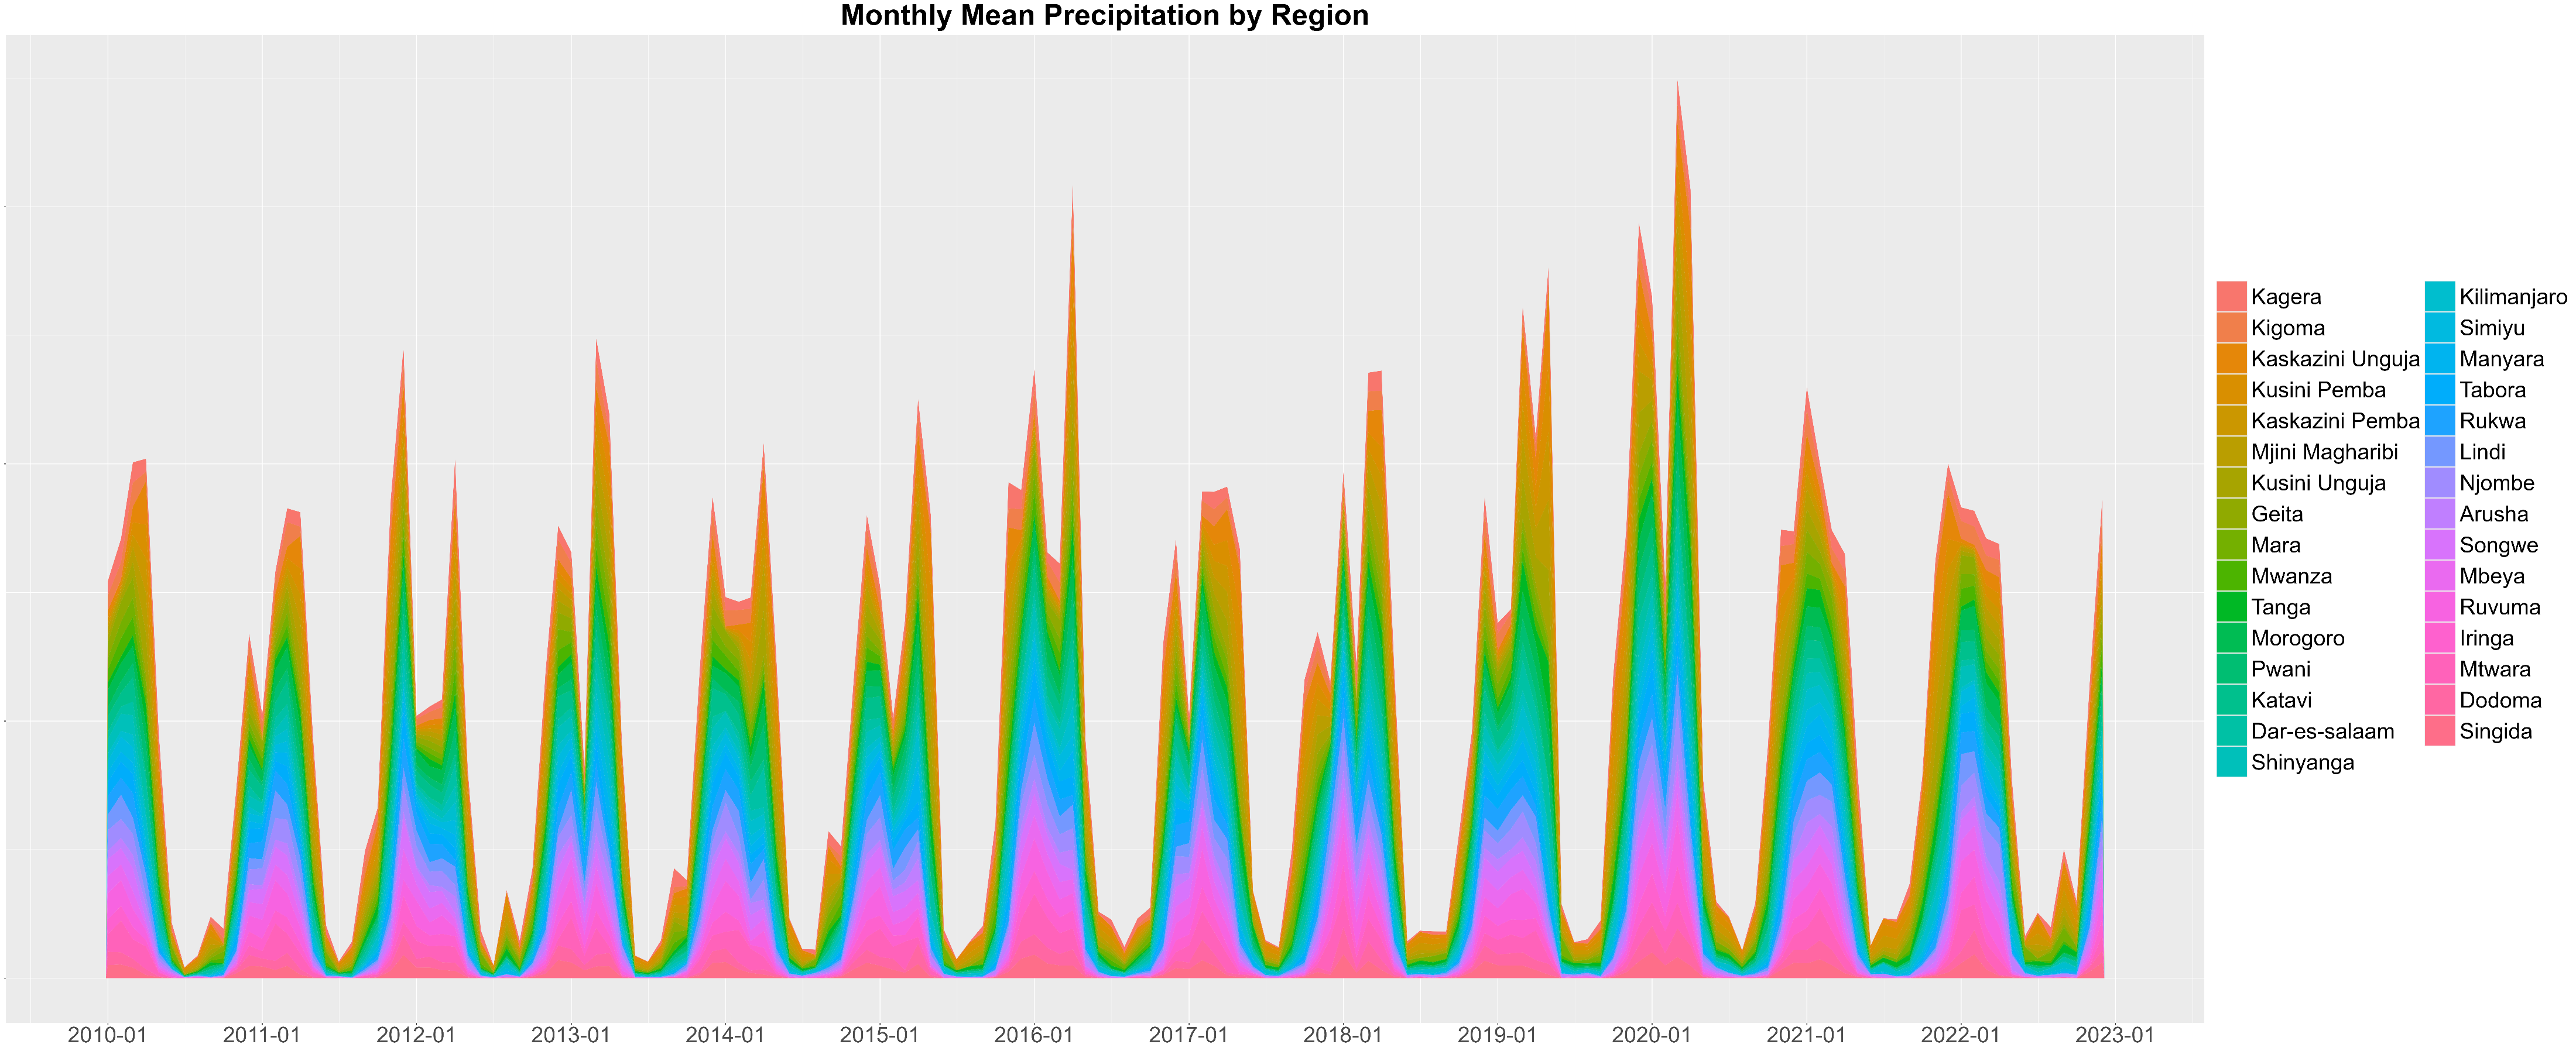 Monthly Mean Precipitation by Region
Kagera
Kigoma
Kaskazini Unguja
Kusini Pemba
Kaskazini Pemba
Mjini Magharibi
Kusini Unguja
Geita
Mara
Mwanza
Tanga
Morogoro
Pwani
Katavi
Dar-es-salaam
Shinyanga
Kilimanjaro
Simiyu
Manyara
Tabora
Rukwa
Lindi
Njombe
Arusha
Songwe
Mbeya
Ruvuma
Iringa
Mtwara
Dodoma
Singida
2010-01 2011-01 2012-01 2013-01 2014-01 2015-01 2016-01 2017-01 2018-01 2019-01 2020-01 2021-01 2022-01 2023-01